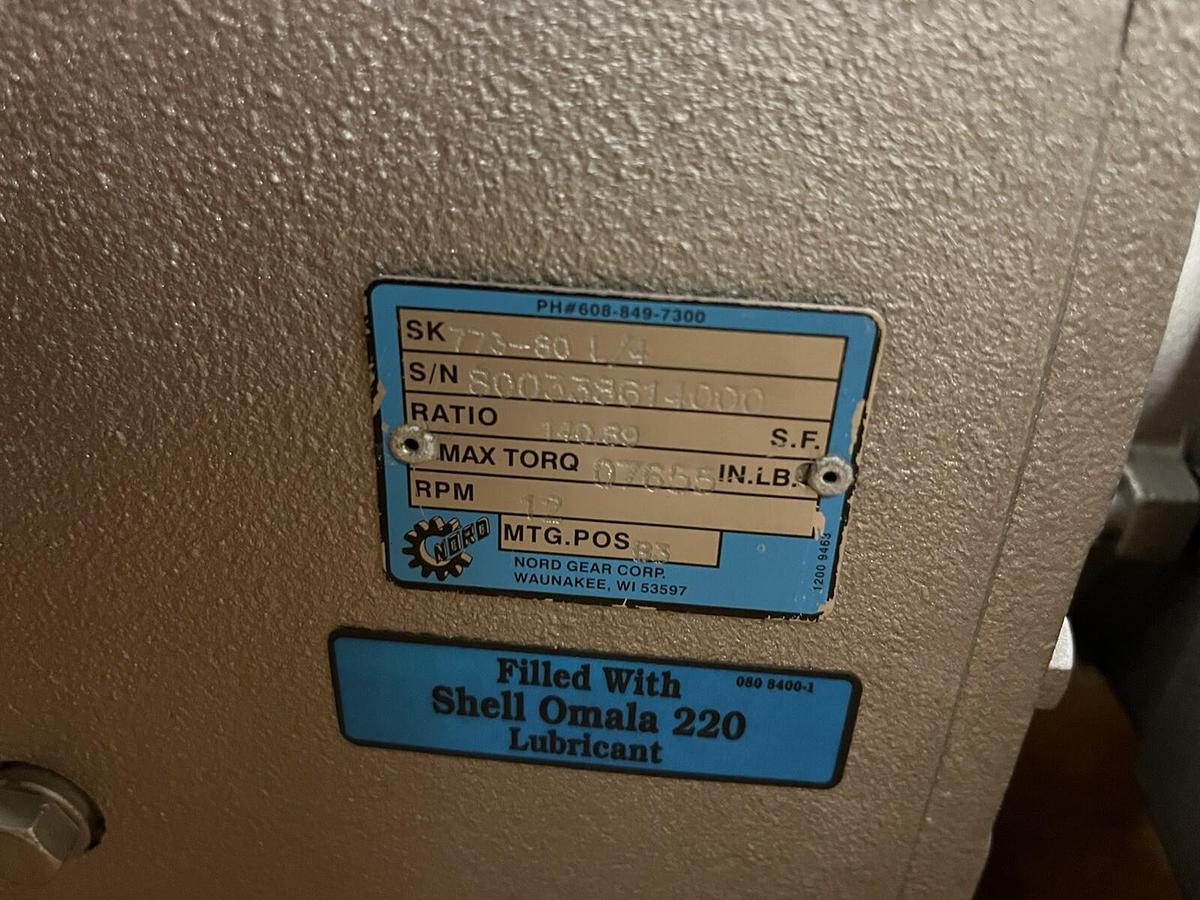 PH#608-849-7300
SK 773-80 L/4
S/N 800338614000
RATIO 140.89 S.F.
MAX TORQ 07655 IN.LB.
RPM 12
MTG.POS B3
NORD
NORD GEAR CORP.
WAUNAKEE, WI 53597
1200 9463
Filled With 080 8400-1
Shell Omala 220
Lubricant